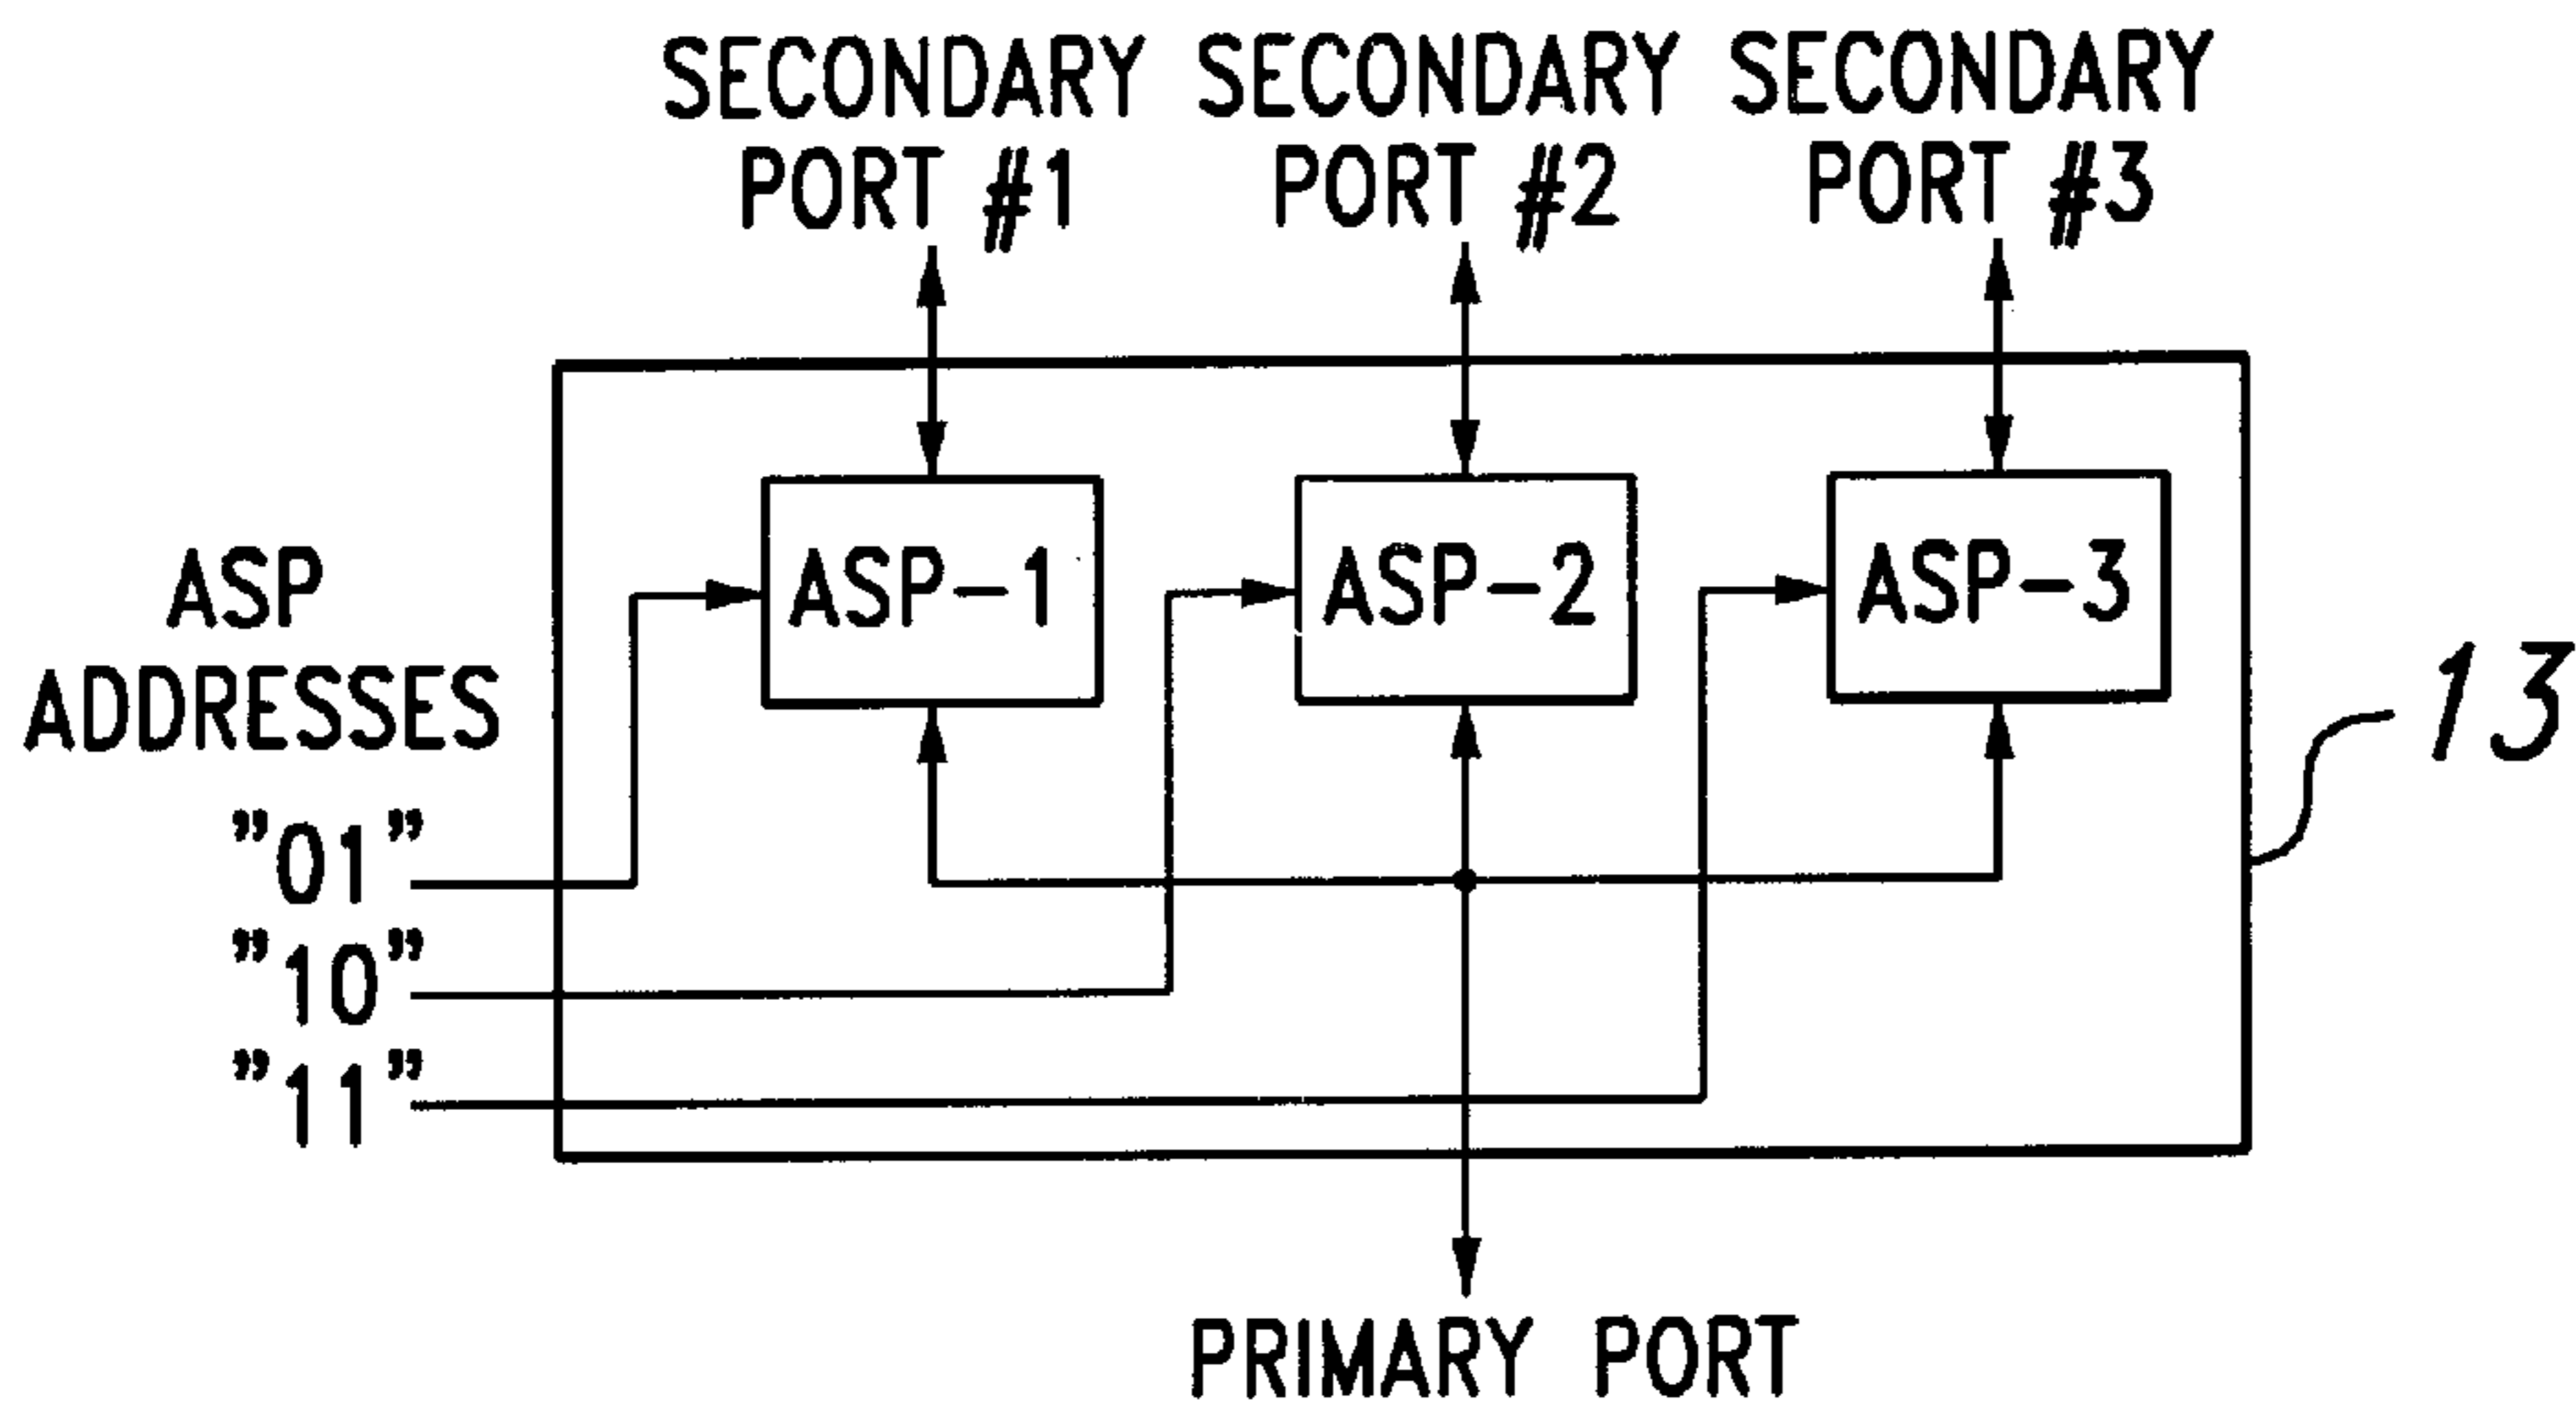 SECONDARY PORT #1
SECONDARY PORT #2
SECONDARY PORT #3
ASP-1
ASP-2
ASP-3
ASP
ADDRESSES
"01"
"10"
"11"
13
PRIMARY PORT